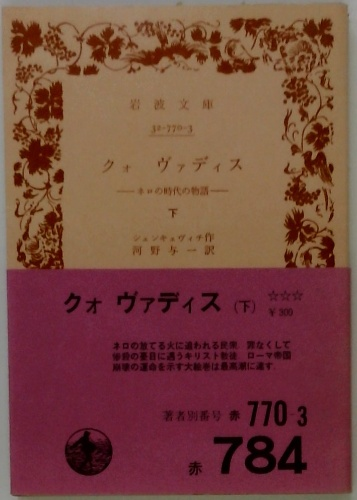 岩波文庫
32-770-3
クォ ヴァディス
―ネロの時代の物語―
下
シェンキェヴィチ作
河野与一訳
クォ ヴァディス (下) ☆☆☆
￥300
ネロの放てる火に追われる民衆 罪なくして
惨殺の憂目に遇うキリスト教徒 ローマ帝国
崩壊の運命を示す大絵巻は最高潮に達す.
著者別番号 赤 770-3
赤 784